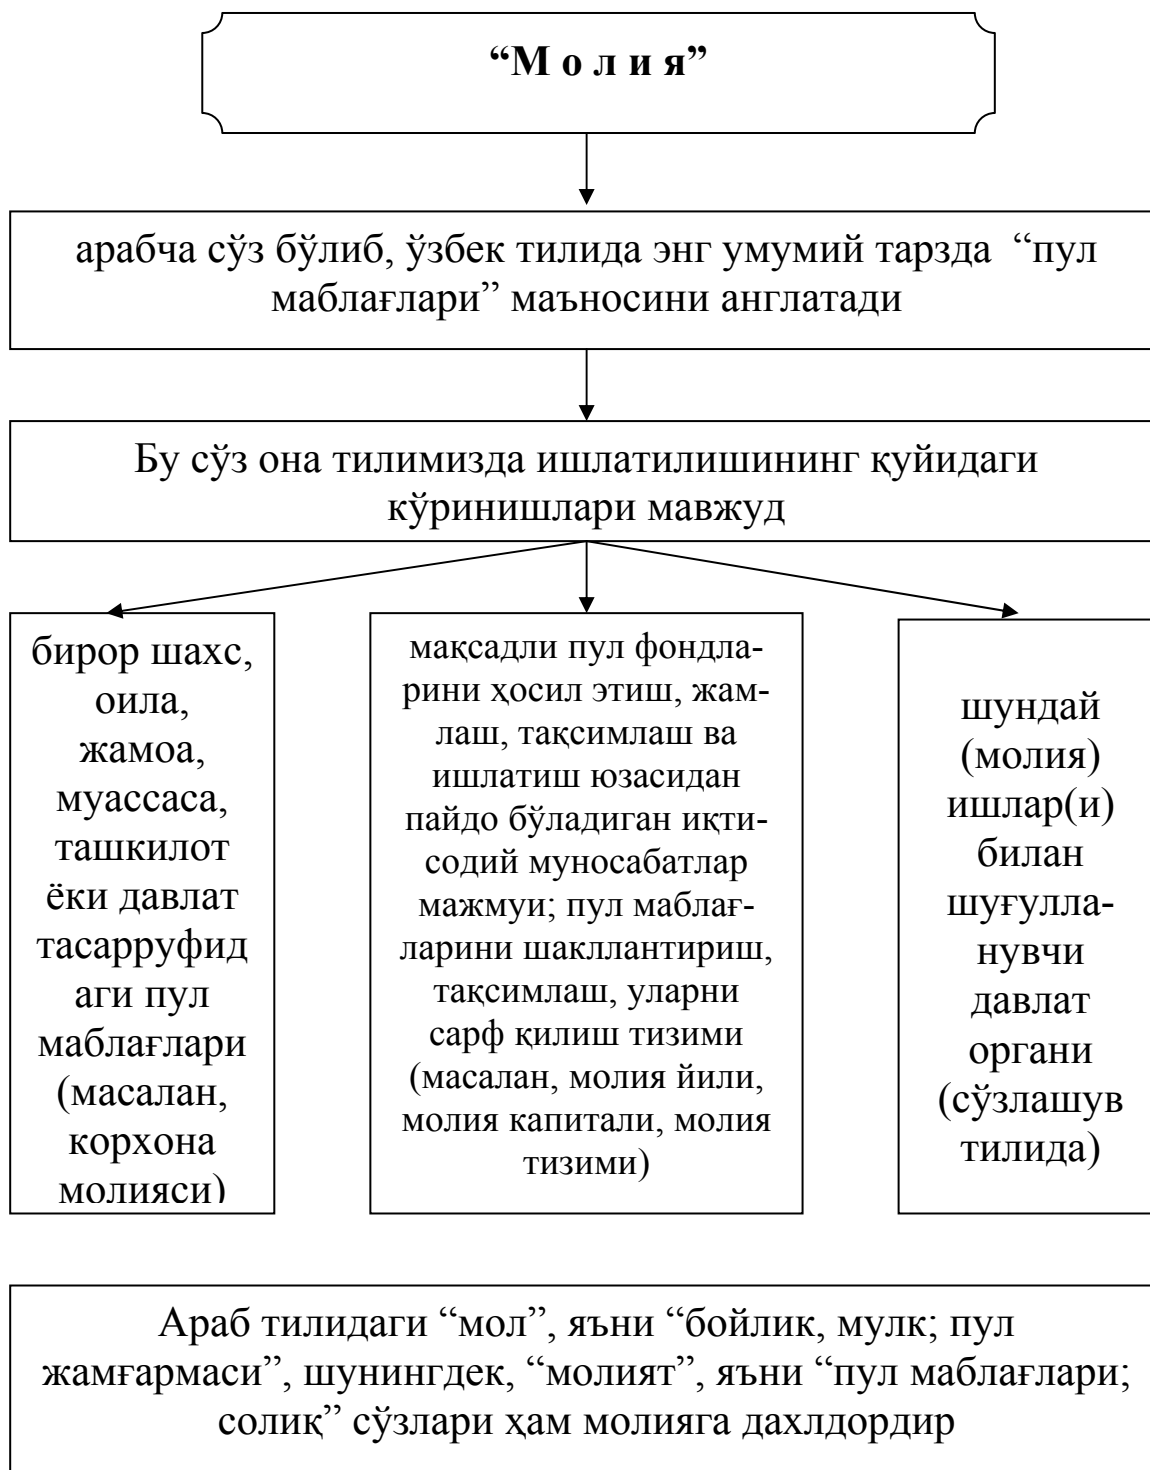 “М о л и я”
арабча сўз бўлиб, ўзбек тилида энг умумий тарзда “пул
маблағлари” маъносини англатади
Бу сўз она тилимизда ишлатилишининг қуйидаги
кўринишлари мавжуд
бирор шахс,
оила,
жамоа,
муассаса,
ташкилот
ёки давлат
тасарруфид
аги пул
маблағлари
(масалан,
корхона
молияси)
мақсадли пул фондла-
рини ҳосил этиш, жам-
лаш, тақсимлаш ва
ишлатиш юзасидан
пайдо бўладиган иқти-
содий муносабатлар
мажмуи; пул маблағ-
ларини шакллантириш,
тақсимлаш, уларни
сарф қилиш тизими
(масалан, молия йили,
молия капитали, молия
тизими)
шундай
(молия)
ишлар(и)
билан
шуғулла-
нувчи
давлат
органи
(сўзлашув
тилида)
Араб тилидаги “мол”, яъни “бойлик, мулк; пул
жамғармаси”, шунингдек, “молият”, яъни “пул маблағлари;
солиқ” сўзлари ҳам молияга дахлдордир